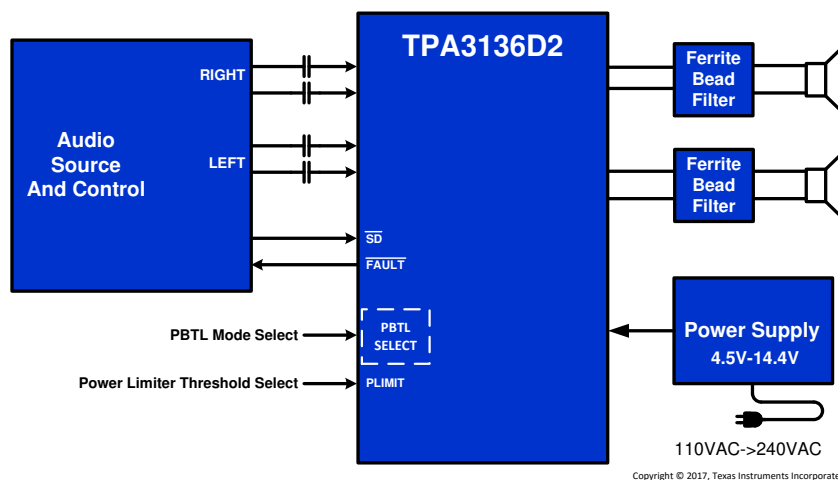 TPA3136D2
RIGHT
LEFT
Audio
Source
And Control
SD
FAULT
PBTL Mode Select
PBTL
SELECT
Power Limiter Threshold Select
PLIMIT
Ferrite
Bead
Filter
Ferrite
Bead
Filter
Power Supply
4.5V-14.4V
110VAC->240VAC
Copyright © 2017, Texas Instruments Incorporate